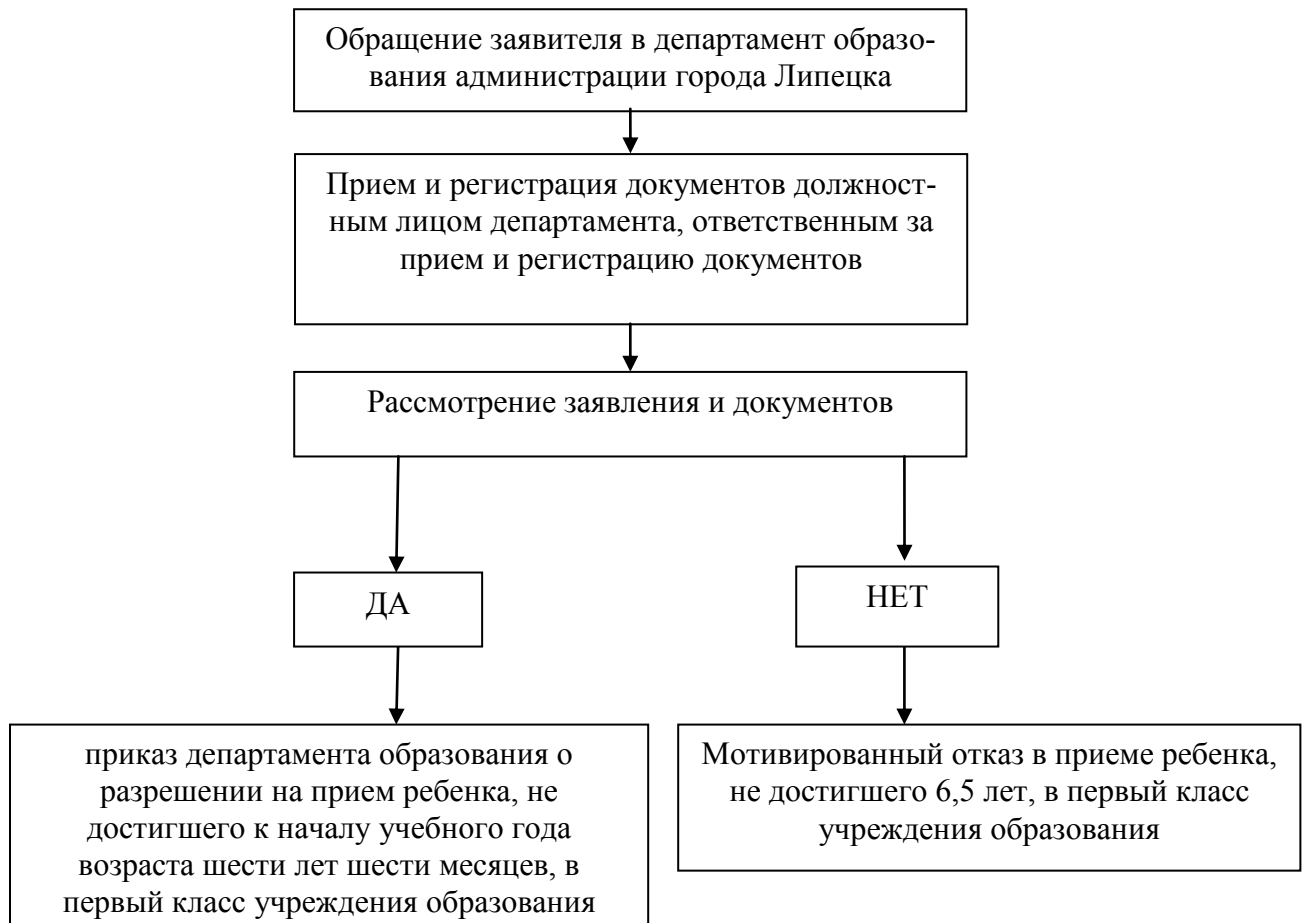 Обращение заявителя в департамент образо-
вания администрации города Липецка
Прием и регистрация документов должност-
ным лицом департамента, ответственным за
прием и регистрацию документов
Рассмотрение заявления и документов
ДА
НЕТ
приказ департамента образования о
разрешении на прием ребенка, не
достигшего к началу учебного года
возраста шести лет шести месяцев, в
первый класс учреждения образования
Мотивированный отказ в приеме ребенка,
не достигшего 6,5 лет, в первый класс
учреждения образования